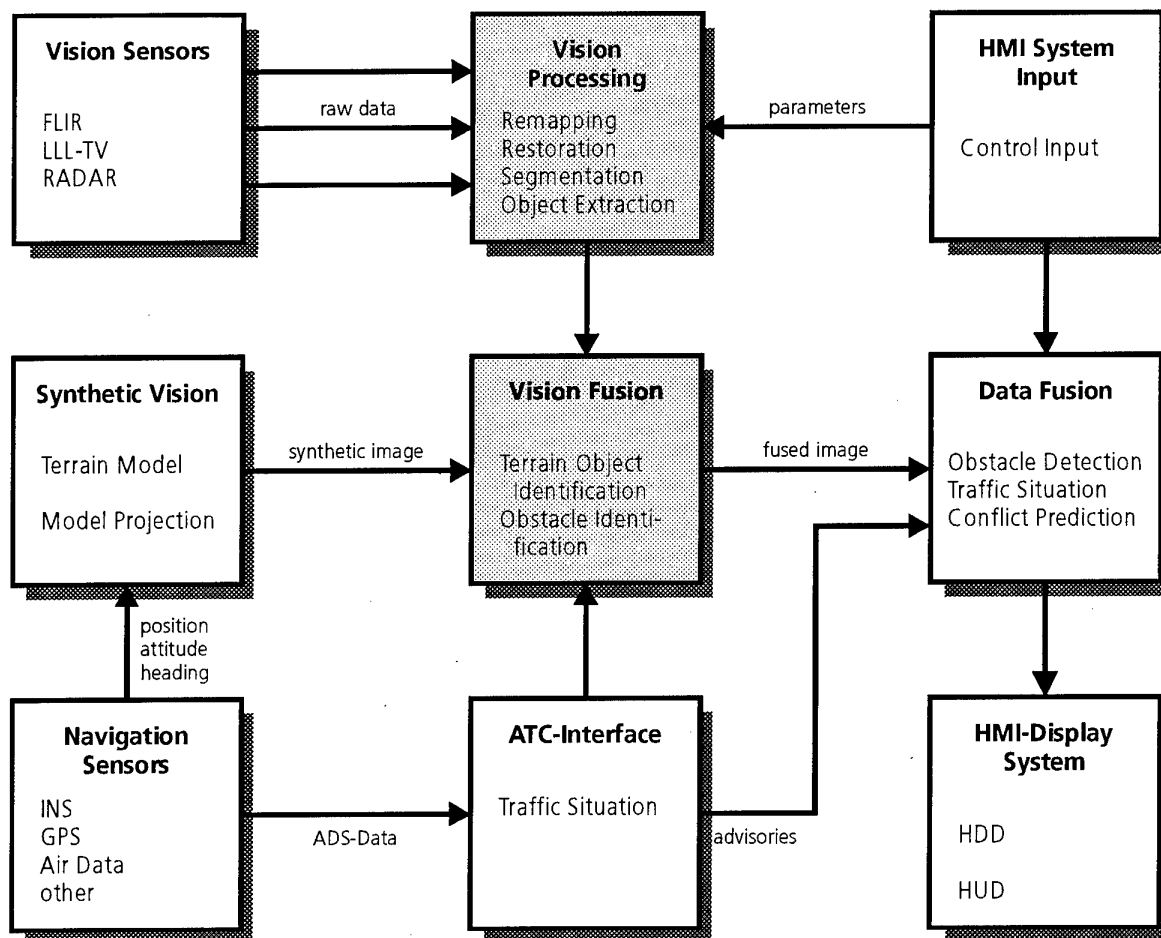 Vision Sensors
FLIR
LLL-TV
RADAR
raw data
Vision
Processing
Remapping
Restoration
Segmentation
Object Extraction
parameters
HMI System
Input
Control Input
Synthetic Vision
Terrain Model
Model Projection
synthetic image
Vision Fusion
Terrain Object
Identification
Obstacle Identi-
fication
fused image
Data Fusion
Obstacle Detection
Traffic Situation
Conflict Prediction
position
attitude
heading
Navigation
Sensors
INS
GPS
Air Data
other
ADS-Data
ATC-Interface
Traffic Situation
advisories
HMI-Display
System
HDD
HUD